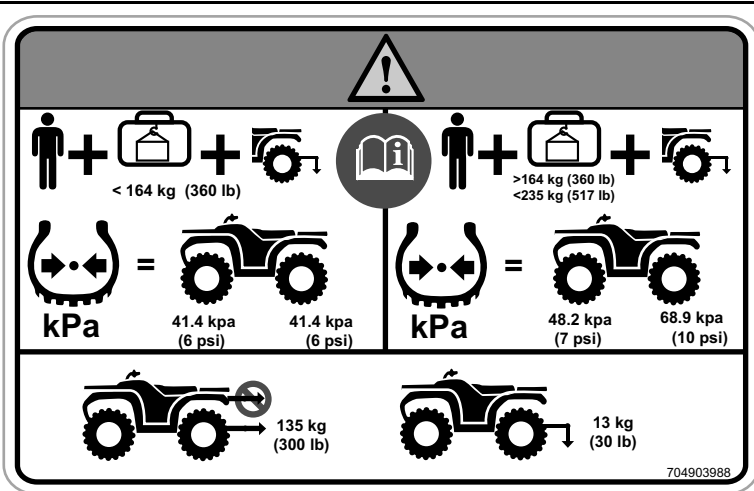 < 164 kg (360 lb)
>164 kg (360 lb)
<235 kg (517 lb)
kPa
=
41.4 kpa
(6 psi)
41.4 kpa
(6 psi)
kPa
=
48.2 kpa
(7 psi)
68.9 kpa
(10 psi)
135 kg
(300 lb)
13 kg
(30 lb)
704903988